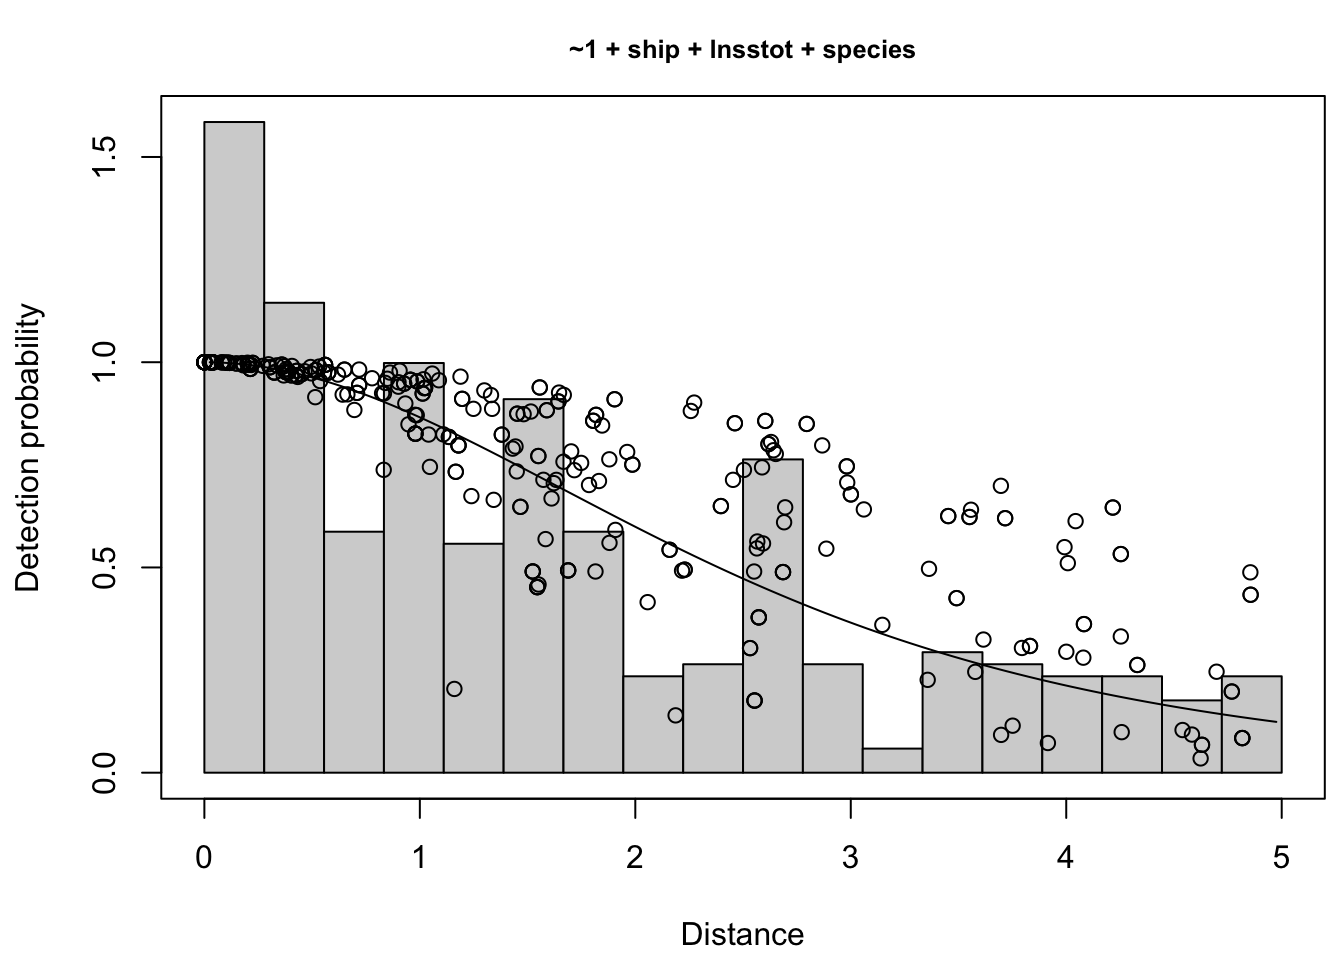 ~1 + ship + lnsstot + species
1.5
1.0
0.5
0.0
Detection probability
0 1 2 3 4 5
Distance